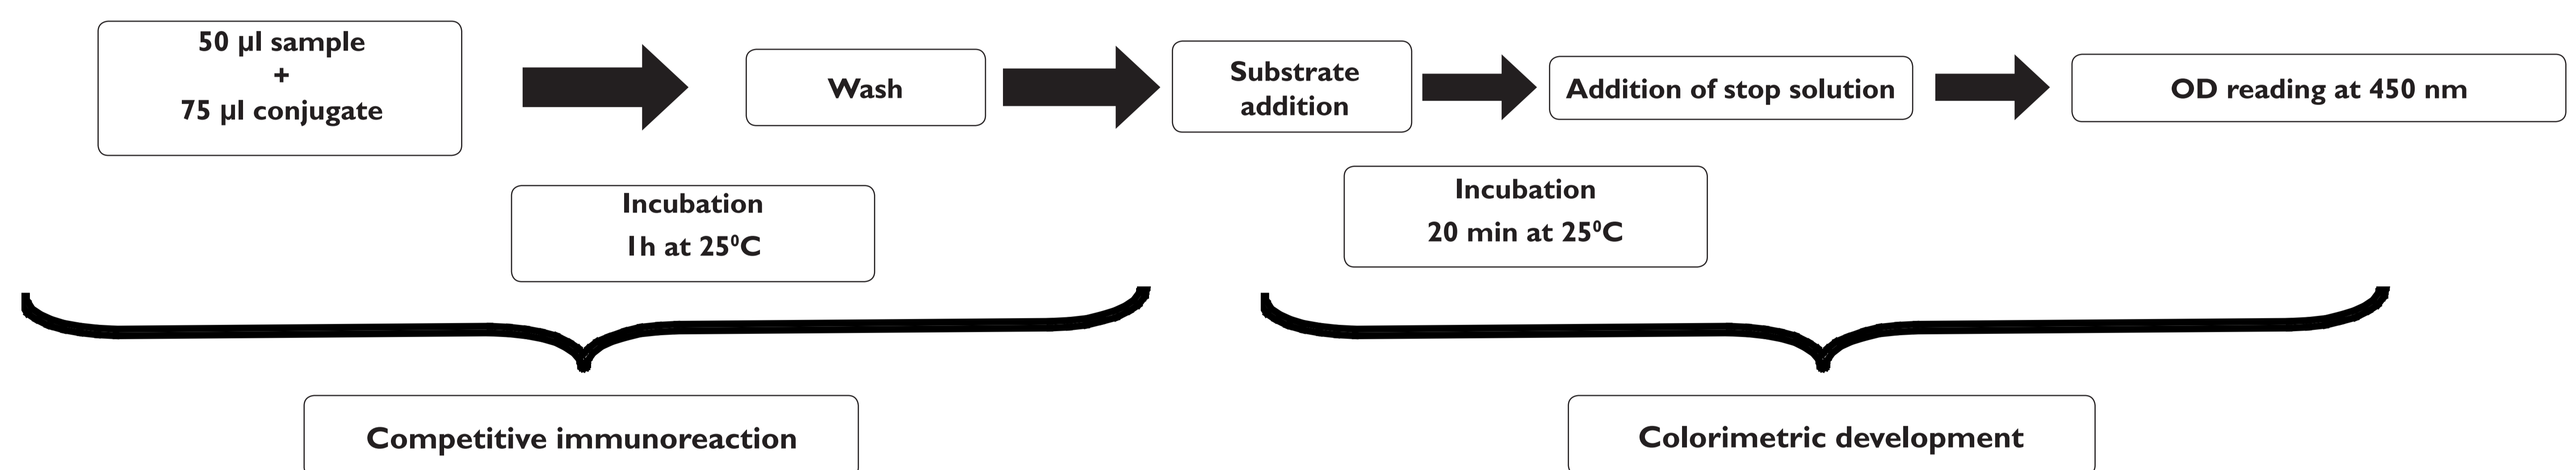 50 µl sample
+
75 µl conjugate
Wash
Substrate
addition
Addition of stop solution
OD reading at 450 nm
Incubation
1h at 25⁰C
Incubation
20 min at 25⁰C
Competitive immunoreaction
Colorimetric development